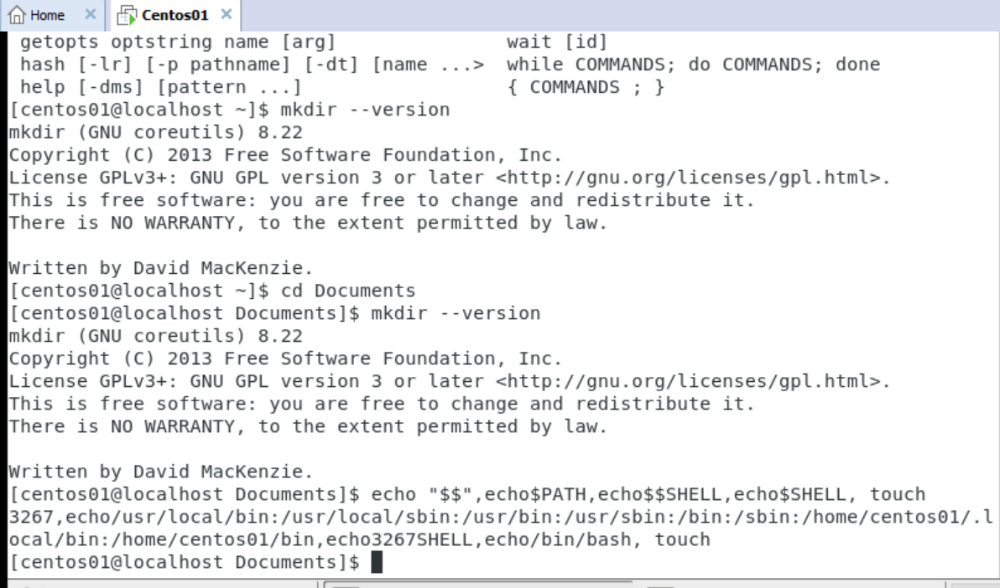 Home × Centos01 ×
getopts optstring name [arg] wait [id]
hash [-lr] [-p pathname] [-dt] [name ...> while COMMANDS; do COMMANDS; done
help [-dms] [pattern ...] { COMMANDS ; }
[centos01@localhost ~]$ mkdir --version
mkdir (GNU coreutils) 8.22
Copyright (C) 2013 Free Software Foundation, Inc.
License GPLv3+: GNU GPL version 3 or later <http://gnu.org/licenses/gpl.html>.
This is free software: you are free to change and redistribute it.
There is NO WARRANTY, to the extent permitted by law.

Written by David MacKenzie.
[centos01@localhost ~]$ cd Documents
[centos01@localhost Documents]$ mkdir --version
mkdir (GNU coreutils) 8.22
Copyright (C) 2013 Free Software Foundation, Inc.
License GPLv3+: GNU GPL version 3 or later <http://gnu.org/licenses/gpl.html>.
This is free software: you are free to change and redistribute it.
There is NO WARRANTY, to the extent permitted by law.

Written by David MacKenzie.
[centos01@localhost Documents]$ echo "$$",echo$PATH,echo$$SHELL,echo$SHELL, touch
3267,echo/usr/local/bin:/usr/local/sbin:/usr/bin:/usr/sbin:/bin:/sbin:/home/centos01/.l
ocal/bin:/home/centos01/bin,echo3267SHELL,echo/bin/bash, touch
[centos01@localhost Documents]$